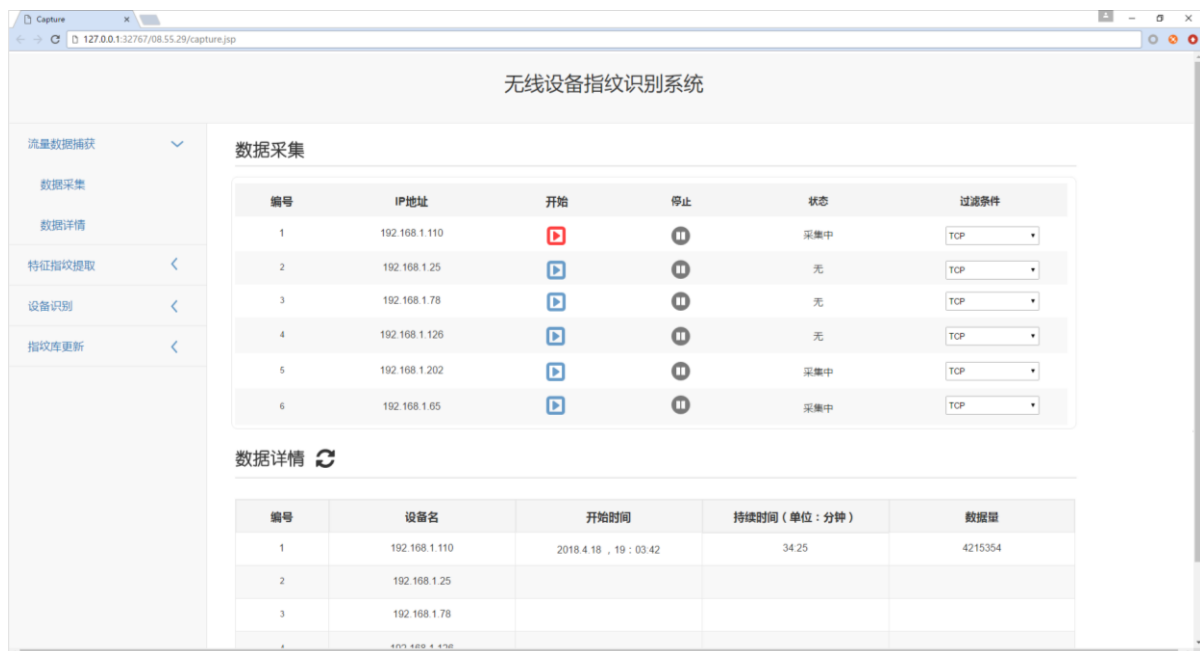 Capture
127.0.0.1:32767/08.55.29/capture.jsp
无线设备指纹识别系统
流量数据捕获
数据采集
数据详情
特征指纹提取
设备识别
指纹库更新
数据采集
编号 IP地址 开始 停止 状态 过滤条件
1 192.168.1.110 采集中 TCP
2 192.168.1.25 无 TCP
3 192.168.1.78 无 TCP
4 192.168.1.126 无 TCP
5 192.168.1.202 采集中 TCP
6 192.168.1.65 采集中 TCP
数据详情
编号 设备名 开始时间 持续时间（单位：分钟） 数据量
1 192.168.1.110 2018.4.18 ，19：03:42 34:25 4215354
2 192.168.1.25
3 192.168.1.78
4 192.168.1.126